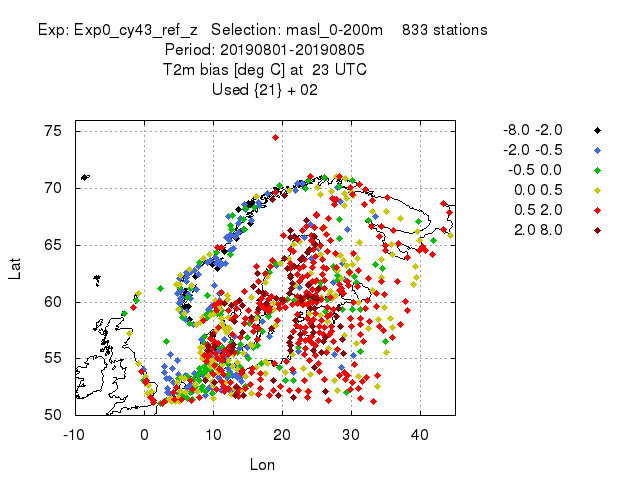 Exp: Exp0_cy43_ref_z   Selection: masl_0-200m    833 stations
Period: 20190801-20190805
T2m bias [deg C] at  23 UTC
Used {21} + 02
-8.0 -2.0
-2.0 -0.5
-0.5 0.0
0.0 0.5
0.5 2.0
2.0 8.0
75
70
65
60
55
50
Lat
-10 0 10 20 30 40
Lon